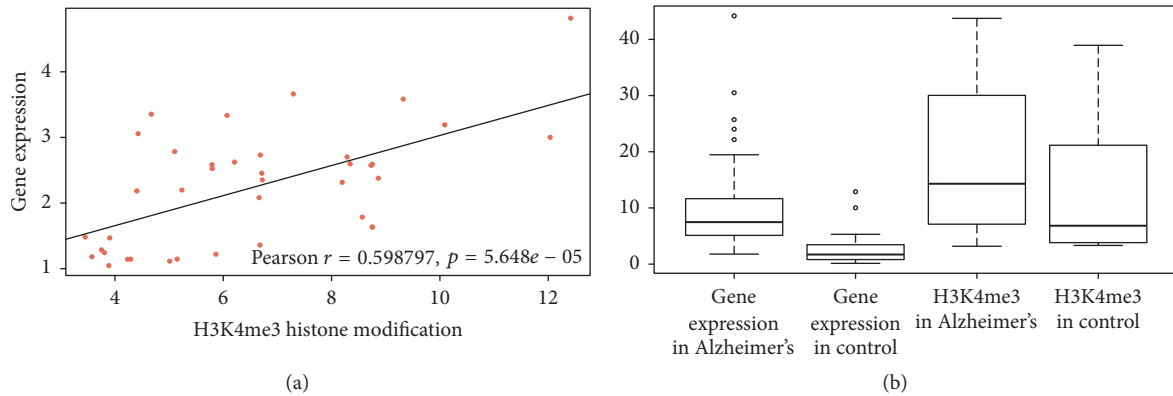 Gene expression
4
3
2
1
Pearson r = 0.598797, p = 5.648e − 05
4 6 8 10 12
H3K4me3 histone modification
(a)
40
30
20
10
0
Gene expression in Alzheimer's
Gene expression in control
H3K4me3 in Alzheimer's
H3K4me3 in control
(b)